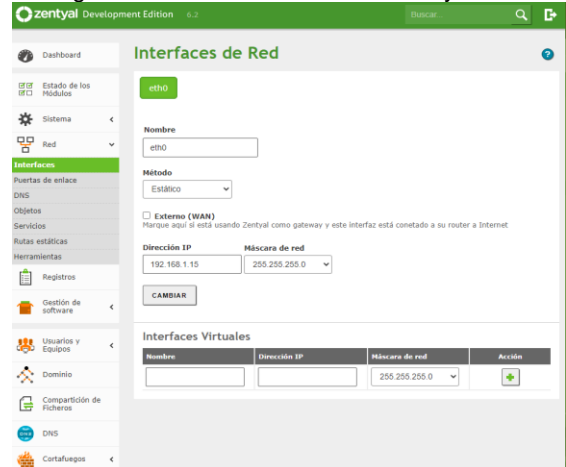 zentyal Development Edition 6.2
Buscar...
Dashboard
Estado de los
Módulos
Sistema
Red
Interfaces
Puertas de enlace
DNS
Objetos
Servicios
Rutas estáticas
Herramientas
Registros
Gestión de
software
Usuarios y
Equipos
Dominio
Compartición de
Ficheros
DNS
Cortafuegos
Interfaces de Red
eth0
Nombre
eth0
Método
Estático
Externo (WAN)
Marque aquí si está usando Zentyal como gateway y este interfaz está conetado a su router a Internet
Dirección IP Máscara de red
192.168.1.15 255.255.255.0
CAMBIAR
Interfaces Virtuales
Nombre Dirección IP Máscara de red Acción
255.255.255.0